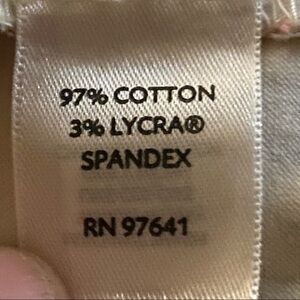 97% COTTON
3% LYCRA®
SPANDEX
RN 97641